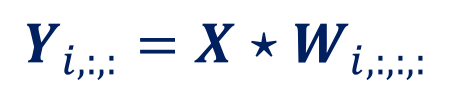 Y_{i,:,:} = X ⋆ W_{i,:,:,:}